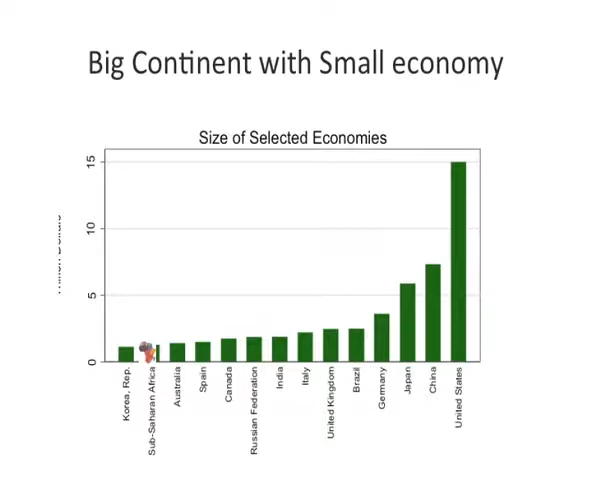 Big Continent with Small economy
Size of Selected Economies
15
10
5
0
Korea, Rep.
Sub-Saharan Africa
Australia
Spain
Canada
Russian Federation
India
Italy
United Kingdom
Brazil
Germany
Japan
China
United States